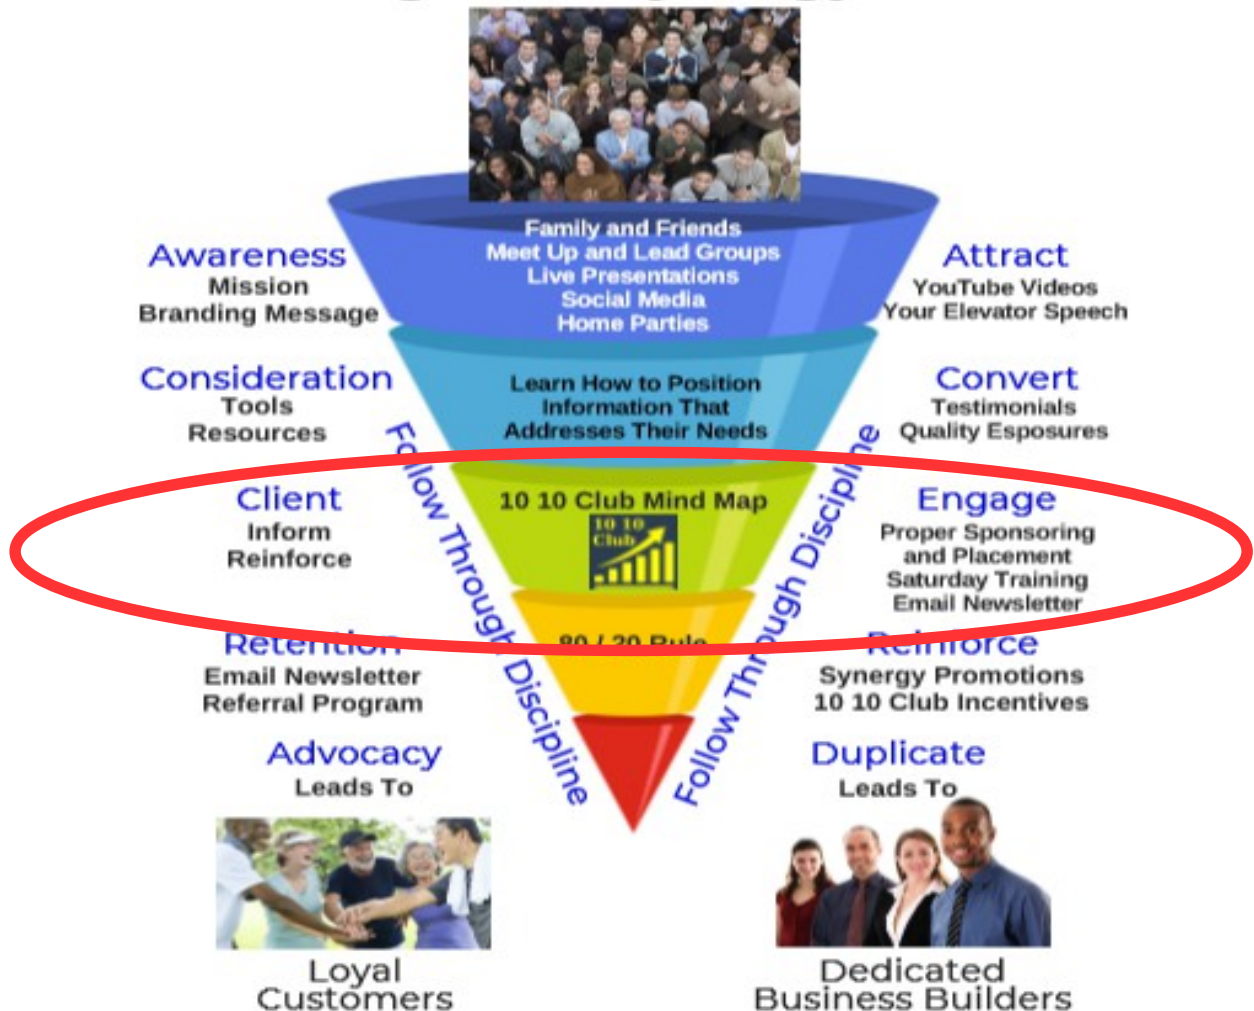 Family and Friends
Meet Up and Lead Groups
Live Presentations
Social Media
Home Parties
Awareness
Mission
Branding Message
Attract
YouTube Videos
Your Elevator Speech
Consideration
Tools
Resources
Learn How to Position
Information That
Addresses Their Needs
Convert
Testimonials
Quality Esposures
Follow Through Discipline
Follow Through Discipline
Client
Inform
Reinforce
10 10 Club Mind Map
10 10
Club
Engage
Proper Sponsoring
and Placement
Saturday Training
Email Newsletter
Retention
Email Newsletter
Referral Program
80 / 20 Rule
Reinforce
Synergy Promotions
10 10 Club Incentives
Advocacy
Leads To
Loyal
Customers
Duplicate
Leads To
Dedicated
Business Builders